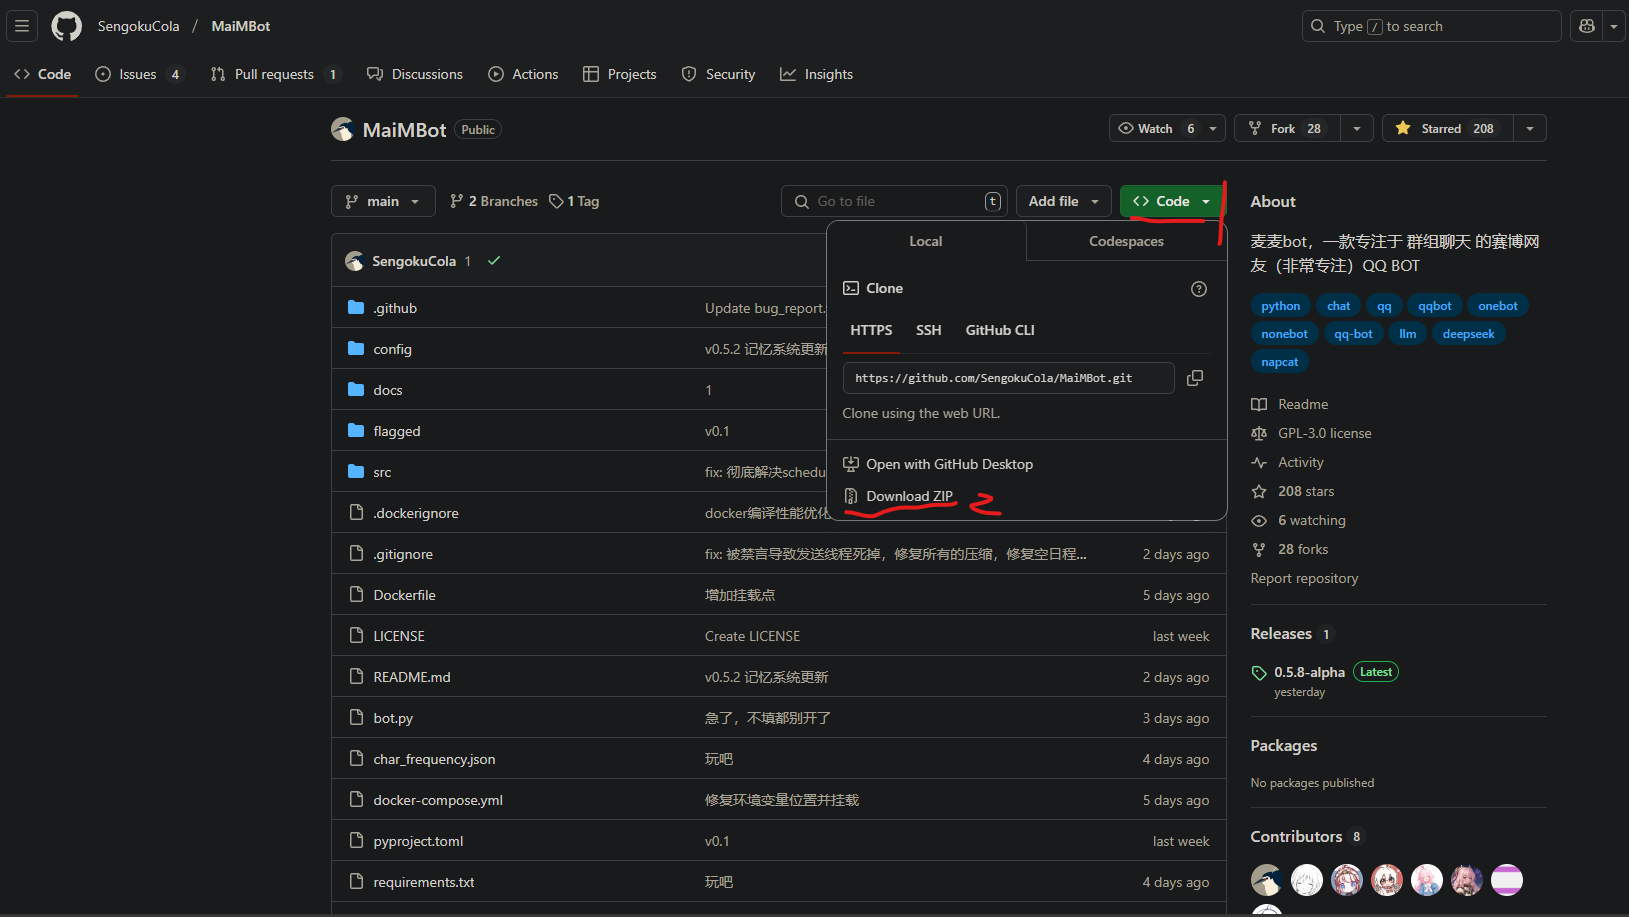 SengokuCola / MaiMBot
Type / to search
Code
Issues 4
Pull requests 1
Discussions
Actions
Projects
Security
Insights
MaiMBot Public
Watch 6
Fork 28
Starred 208
main
2 Branches
1 Tag
Go to file t
Add file
Code
Local
Codespaces
Clone
HTTPS
SSH
GitHub CLI
https://github.com/SengokuCola/MaiMBot.git
Clone using the web URL.
Open with GitHub Desktop
Download ZIP
2
SengokuCola 1
.github Update bug_report.
config v0.5.2 记忆系统更新
docs 1
flagged v0.1
src fix: 彻底解决schedu
.dockerignore docker编译性能优化
.gitignore fix: 被禁言导致发送线程死掉，修复所有的压缩，修复空日程... 2 days ago
Dockerfile 增加挂载点 5 days ago
LICENSE Create LICENSE last week
README.md v0.5.2 记忆系统更新 2 days ago
bot.py 急了，不填都别开了 3 days ago
char_frequency.json 玩吧 4 days ago
docker-compose.yml 修复环境变量位置并挂载 5 days ago
pyproject.toml v0.1 last week
requirements.txt 玩吧 4 days ago
About
麦麦bot，一款专注于 群组聊天 的赛博网
友（非常专注）QQ BOT
python chat qq qqbot onebot
nonebot qq-bot llm deepseek
napcat
Readme
GPL-3.0 license
Activity
208 stars
6 watching
28 forks
Report repository
Releases 1
0.5.8-alpha Latest
yesterday
Packages
No packages published
Contributors 8